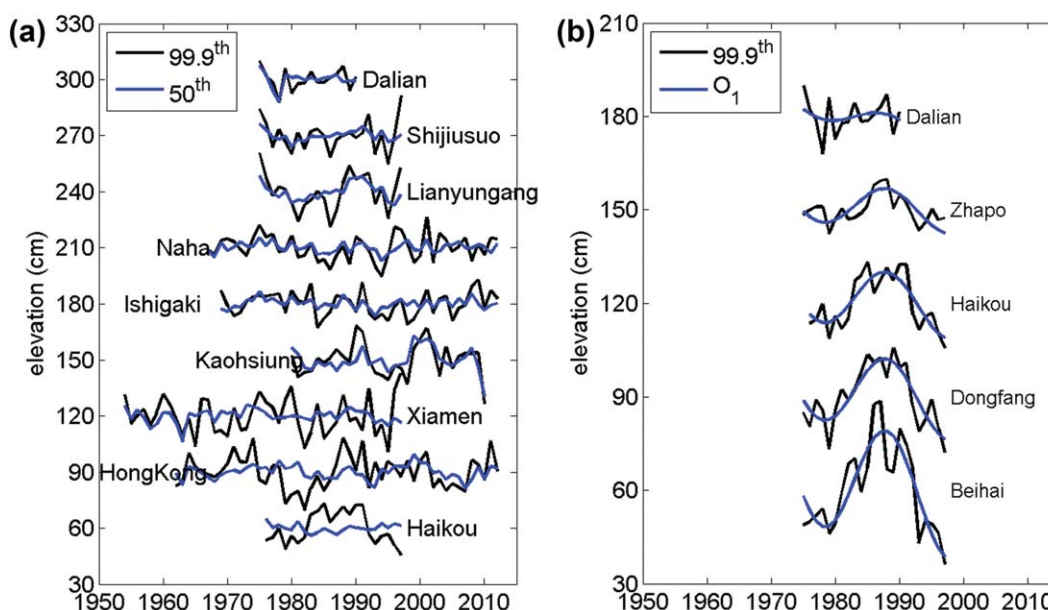 (a)
99.9th
50th
elevation (cm)
330
300
270
240
210
180
150
120
90
60
30
Dalian
Shijiusuo
Lianyungang
Naha
Ishigaki
Kaohsiung
Xiamen
HongKong
Haikou
1950 1960 1970 1980 1990 2000 2010
(b)
99.9th
O1
elevation (cm)
210
180
150
120
90
60
30
Dalian
Zhapo
Haikou
Dongfang
Beihai
1950 1960 1970 1980 1990 2000 2010